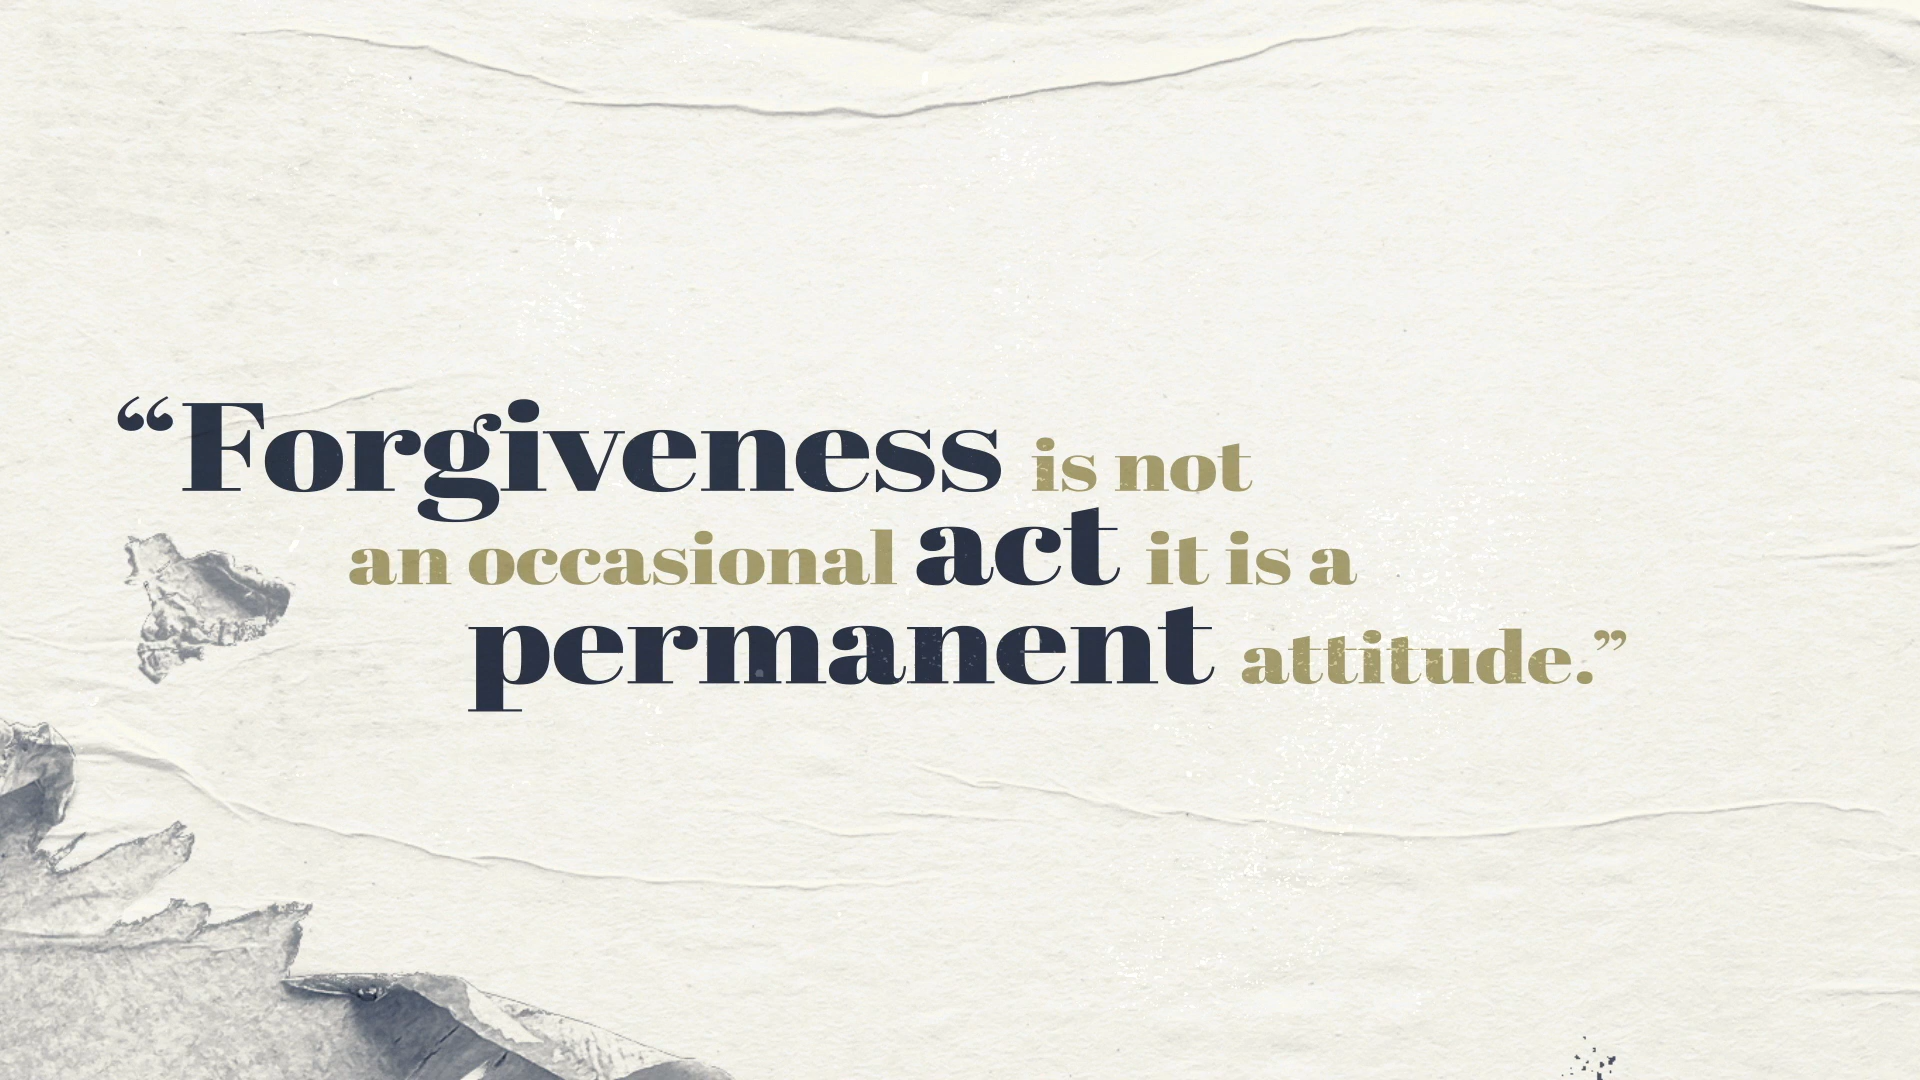 “Forgiveness is not
an occasional act it is a
permanent attitude.”